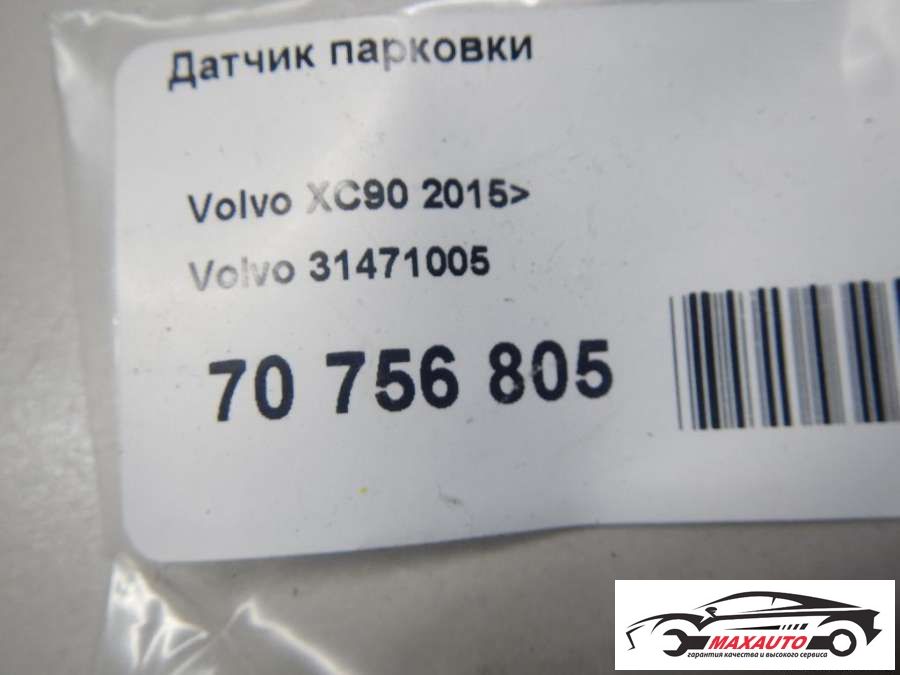 Датчик парковки
Volvo XC90 2015>
Volvo 31471005
70 756 805
MAXAUTO
гарантия качества и высокого сервиса